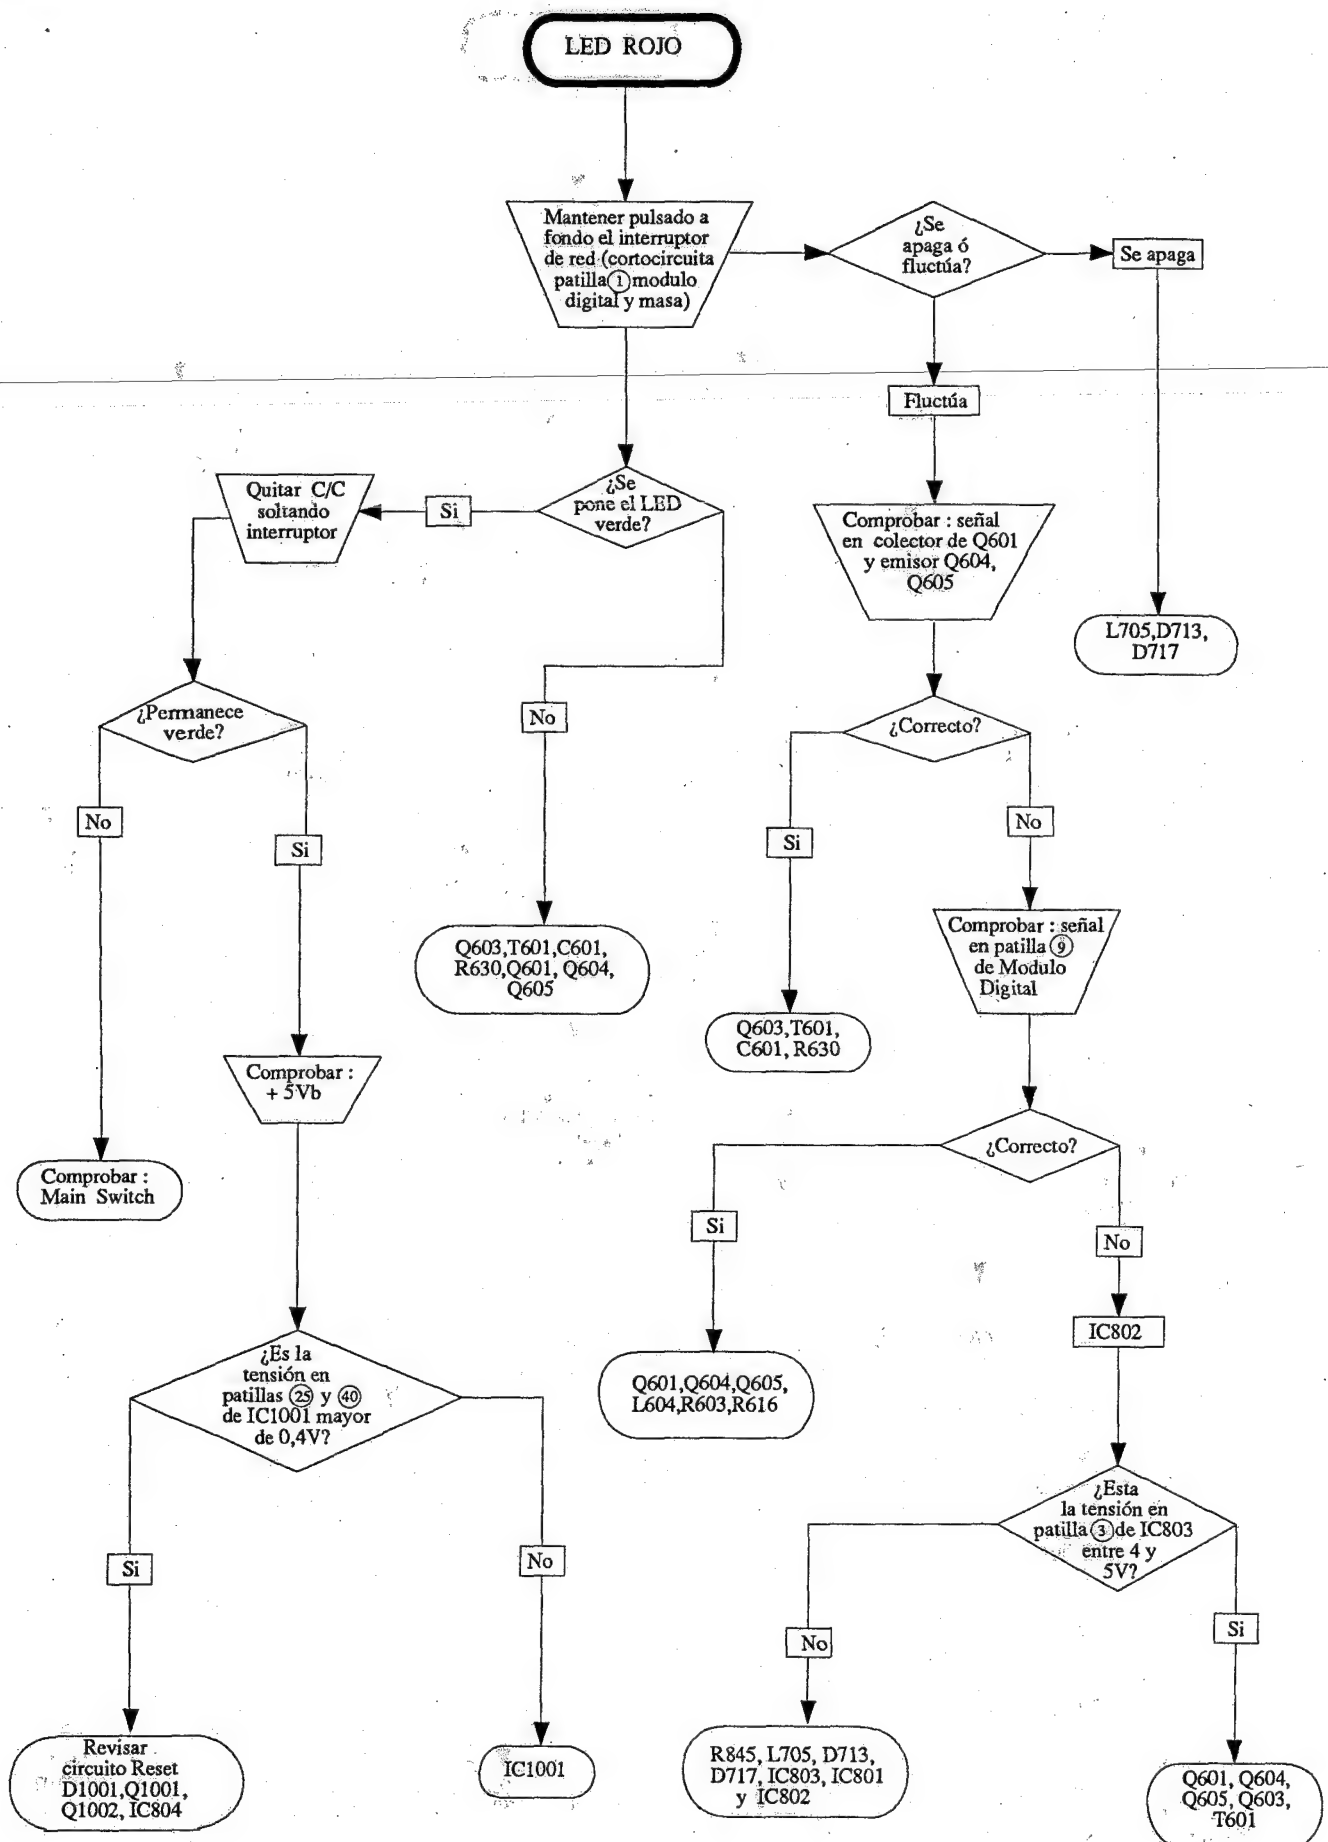 LED ROJO
Mantener pulsado a
fondo el interruptor
de red (cortocircuita
patilla 1 modulo
digital y masa)
¿Se
apaga ó
fluctúa?
Se apaga
Fluctúa
Quitar C/C
soltando
interruptor
Si
¿Se
pone el LED
verde?
Comprobar : señal
en colector de Q601
y emisor Q604,
Q605
L705,D713,
D717
¿Permanece
verde?
No
¿Correcto?
No
Si
Si
No
Q603,T601,C601,
R630,Q601, Q604,
Q605
Comprobar : señal
en patilla 9
de Modulo
Digital
Q603,T601,
C601, R630
Comprobar :
+ 5Vb
¿Correcto?
Comprobar :
Main Switch
Si
No
IC802
¿Es la
tensión en
patillas 25 y 40
de IC1001 mayor
de 0,4V?
Q601,Q604,Q605,
L604,R603,R616
¿Esta
la tensión en
patilla 3 de IC803
entre 4 y
5V?
Si
No
No
Si
Revisar
circuito Reset
D1001,Q1001,
Q1002, IC804
IC1001
R845, L705, D713,
D717, IC803, IC801
y IC802
Q601, Q604,
Q605, Q603,
T601